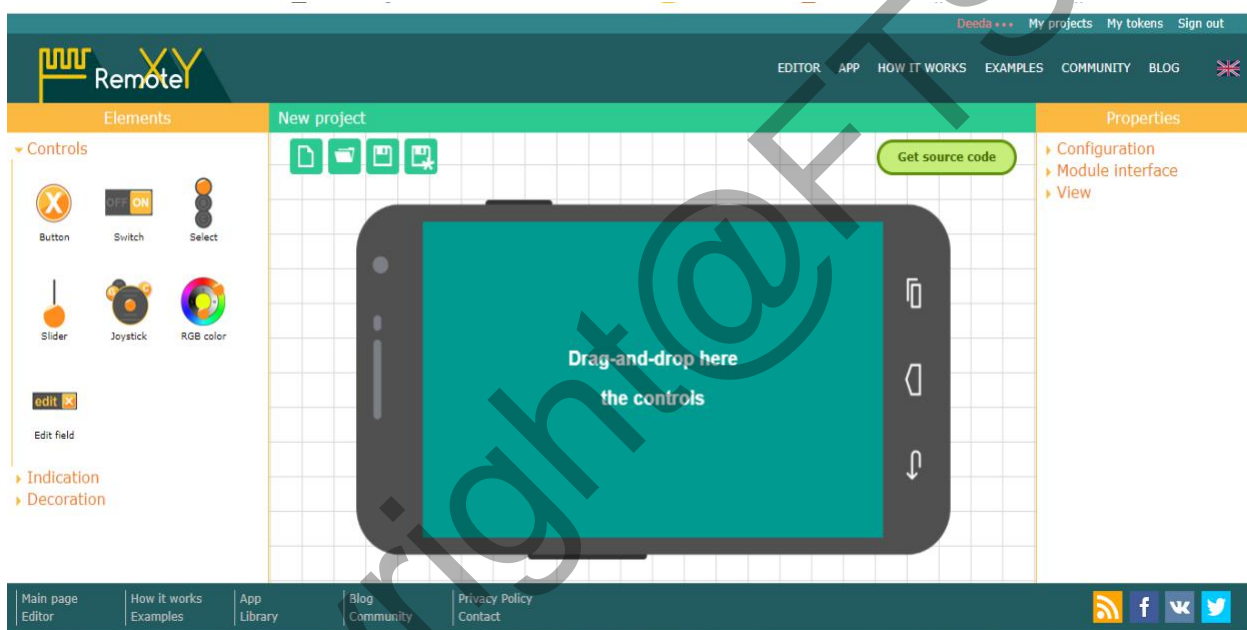 Deeda... My projects My tokens Sign out
RemoteXY
EDITOR APP HOW IT WORKS EXAMPLES COMMUNITY BLOG
Elements
New project
Properties
Controls
Get source code
Configuration
Module interface
View
X
OFF ON
Button Switch Select
Slider Joystick RGB color
Drag-and-drop here
the controls
edit X
Edit field
Indication
Decoration
Main page How it works App Blog Privacy Policy
Editor Examples Library Community Contact
right@FTS